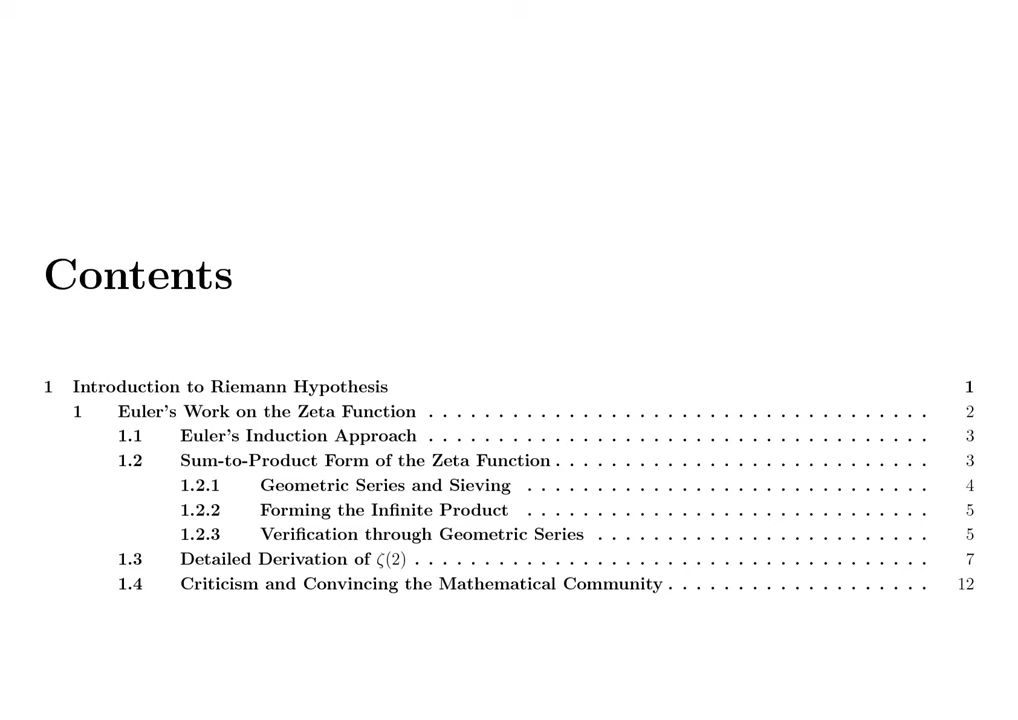 Contents
1 Introduction to Riemann Hypothesis 1
1 Euler's Work on the Zeta Function . . . . . . . . . . . . . . . . . . . . . . . . . . . . . . . . . . . . 2
1.1 Euler's Induction Approach . . . . . . . . . . . . . . . . . . . . . . . . . . . . . . . . . . . . 3
1.2 Sum-to-Product Form of the Zeta Function . . . . . . . . . . . . . . . . . . . . . . . . . . . 3
1.2.1 Geometric Series and Sieving . . . . . . . . . . . . . . . . . . . . . . . . . . . . . 4
1.2.2 Forming the Infinite Product . . . . . . . . . . . . . . . . . . . . . . . . . . . . . 5
1.2.3 Verification through Geometric Series . . . . . . . . . . . . . . . . . . . . . . . . 5
1.3 Detailed Derivation of ζ(2) . . . . . . . . . . . . . . . . . . . . . . . . . . . . . . . . . . . . . 7
1.4 Criticism and Convincing the Mathematical Community . . . . . . . . . . . . . . . . . . . 12